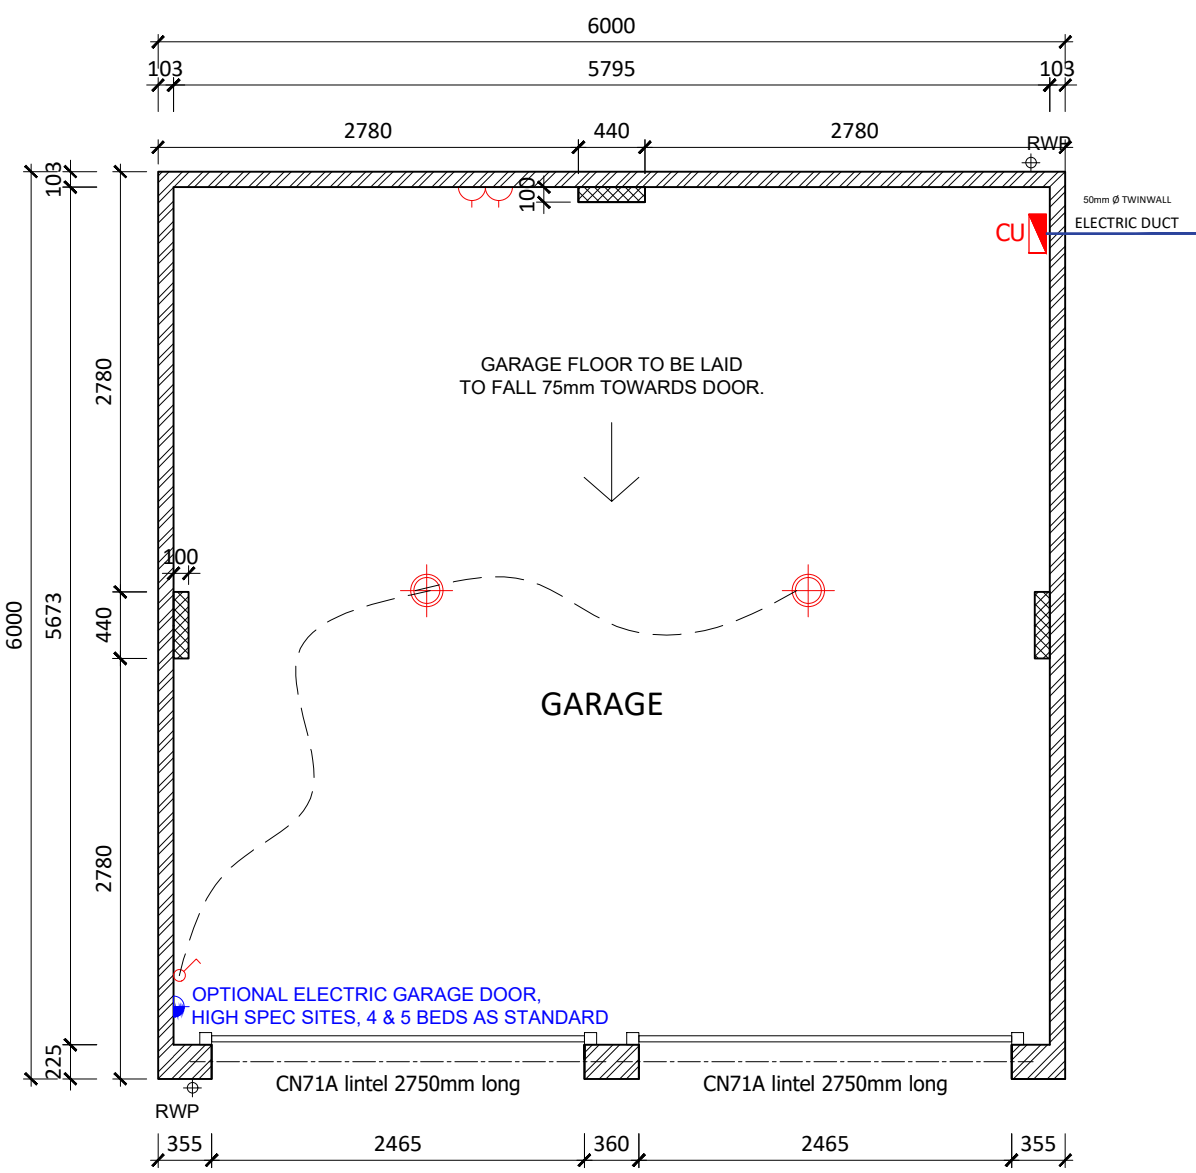 6000
103
5795
103
2780
440
2780
RWP
103
100
50mm Ø TWINWALL
ELECTRIC DUCT
CU
GARAGE FLOOR TO BE LAID
TO FALL 75mm TOWARDS DOOR.
2780
100
6000
5673
440
GARAGE
2780
OPTIONAL ELECTRIC GARAGE DOOR,
HIGH SPEC SITES, 4 & 5 BEDS AS STANDARD
225
CN71A lintel 2750mm long
CN71A lintel 2750mm long
RWP
355
2465
360
2465
355